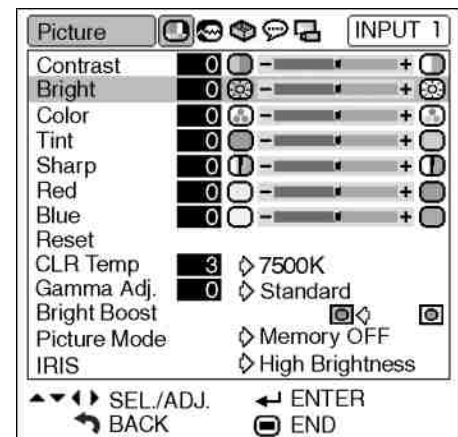 Picture INPUT 1
Contrast 0 - +
Bright 0 - +
Color 0 - +
Tint 0 - +
Sharp 0 - +
Red 0 - +
Blue 0 - +
Reset
CLR Temp 3 7500K
Gamma Adj. 0 Standard
Bright Boost
Picture Mode Memory OFF
IRIS High Brightness
SEL./ADJ. ENTER
BACK END